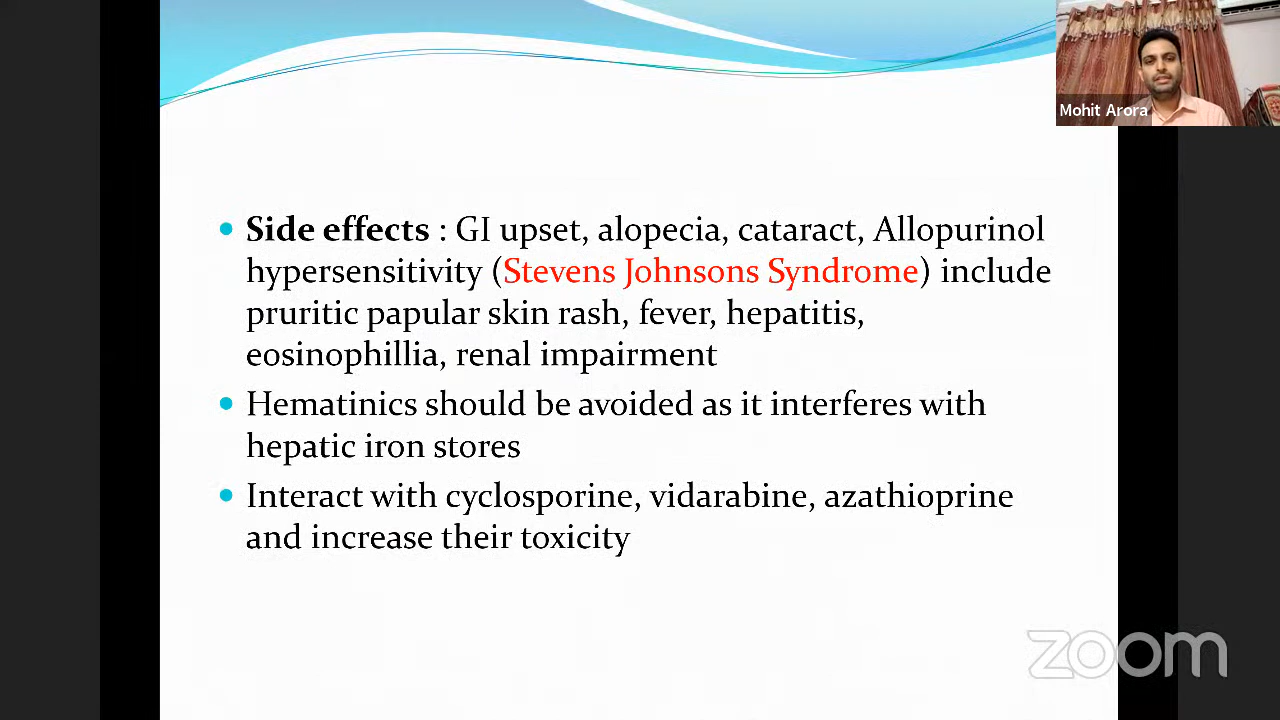 Mohit Arora
• Side effects : GI upset, alopecia, cataract, Allopurinol
hypersensitivity (Stevens Johnsons Syndrome) include
pruritic papular skin rash, fever, hepatitis,
eosinophillia, renal impairment
• Hematinics should be avoided as it interferes with
hepatic iron stores
• Interact with cyclosporine, vidarabine, azathioprine
and increase their toxicity
zoom